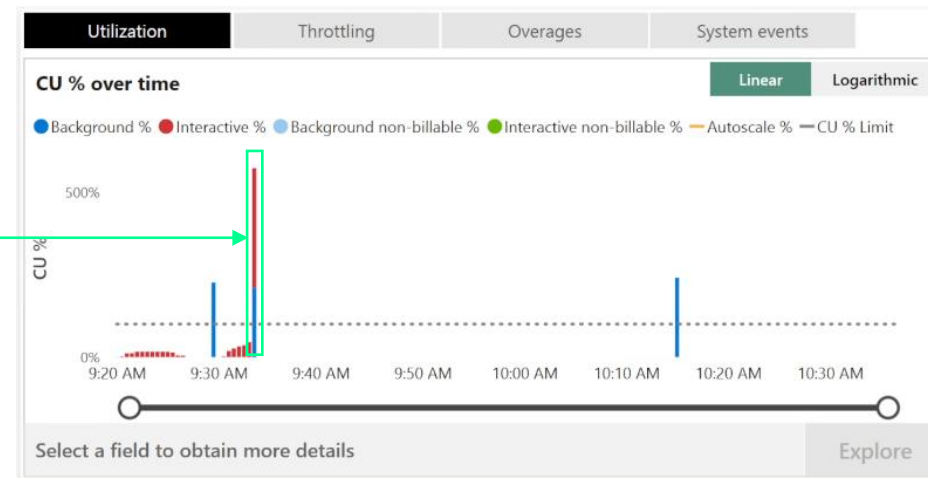 Utilization Throttling Overages System events
CU % over time Linear Logarithmic
Background % Interactive % Background non-billable % Interactive non-billable % Autoscale % CU % Limit
500%
CU %
0%
9:20 AM 9:30 AM 9:40 AM 9:50 AM 10:00 AM 10:10 AM 10:20 AM 10:30 AM
Select a field to obtain more details Explore